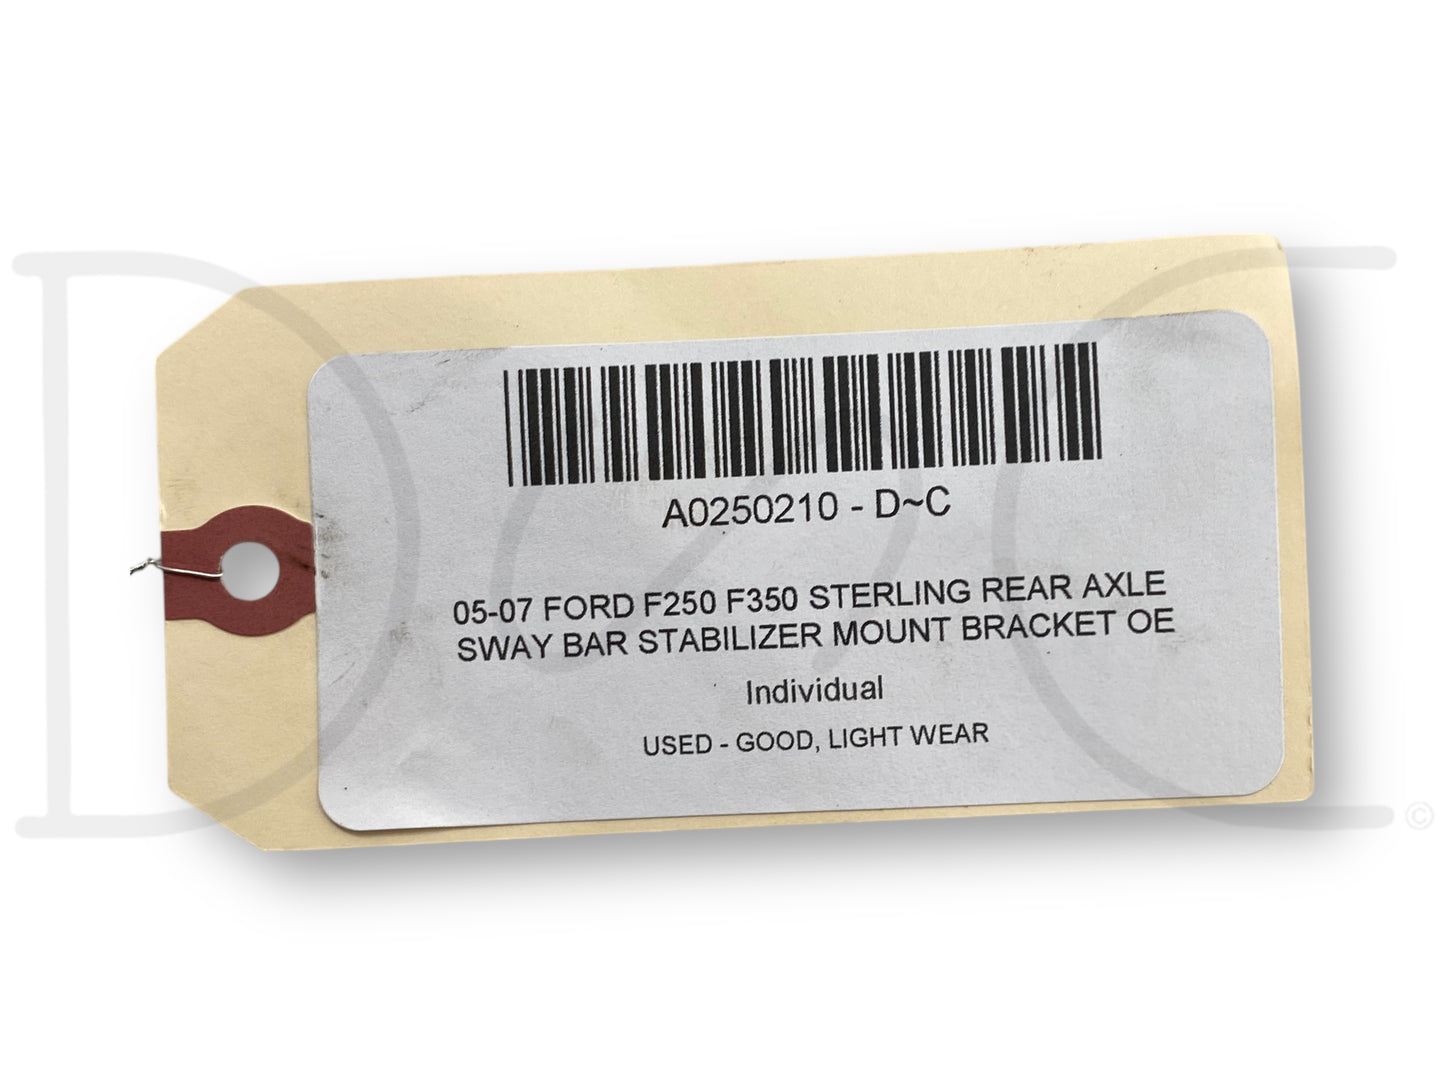 A0250210 - D~C
05-07 FORD F250 F350 STERLING REAR AXLE
SWAY BAR STABILIZER MOUNT BRACKET OE
Individual
USED - GOOD, LIGHT WEAR
D~C ©